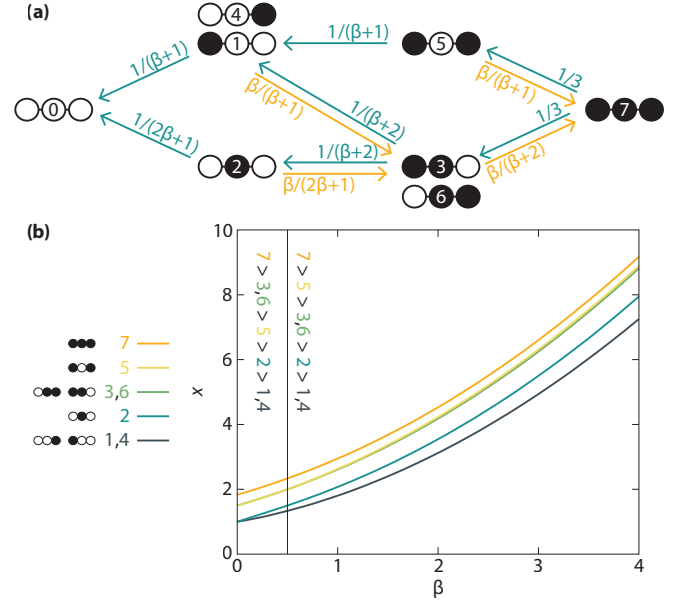 (a)
4
1/(β+1)
1
1/(β+1)
5
1/3
β/(β+1)
0
β/(β+1)
1/(β+2)
1/3
7
1/(2β+1)
1/(β+2)
2
β/(2β+1)
3
β/(β+2)
6
(b)
10
8
6
4
2
0
x
7 > 3,6 > 5 > 2 > 1,4
7 > 5 > 3,6 > 2 > 1,4
7
5
3,6
2
1,4
0 1 2 3 4
β